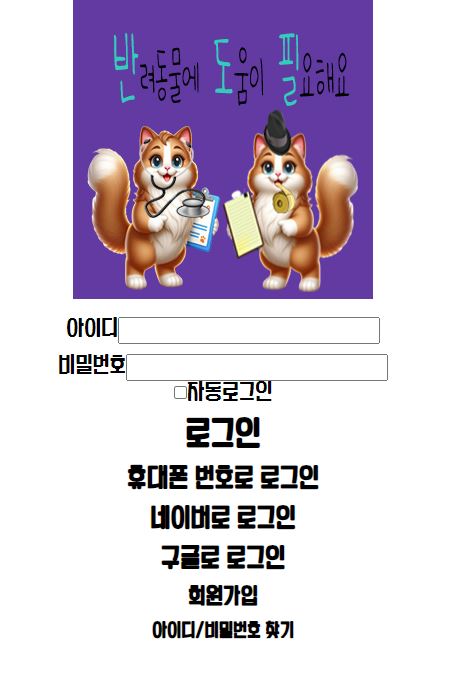 반려동물에 도움이 필요해요
아이디
비밀번호
자동로그인
로그인
휴대폰 번호로 로그인
네이버로 로그인
구글로 로그인
회원가입
아이디/비밀번호 찾기